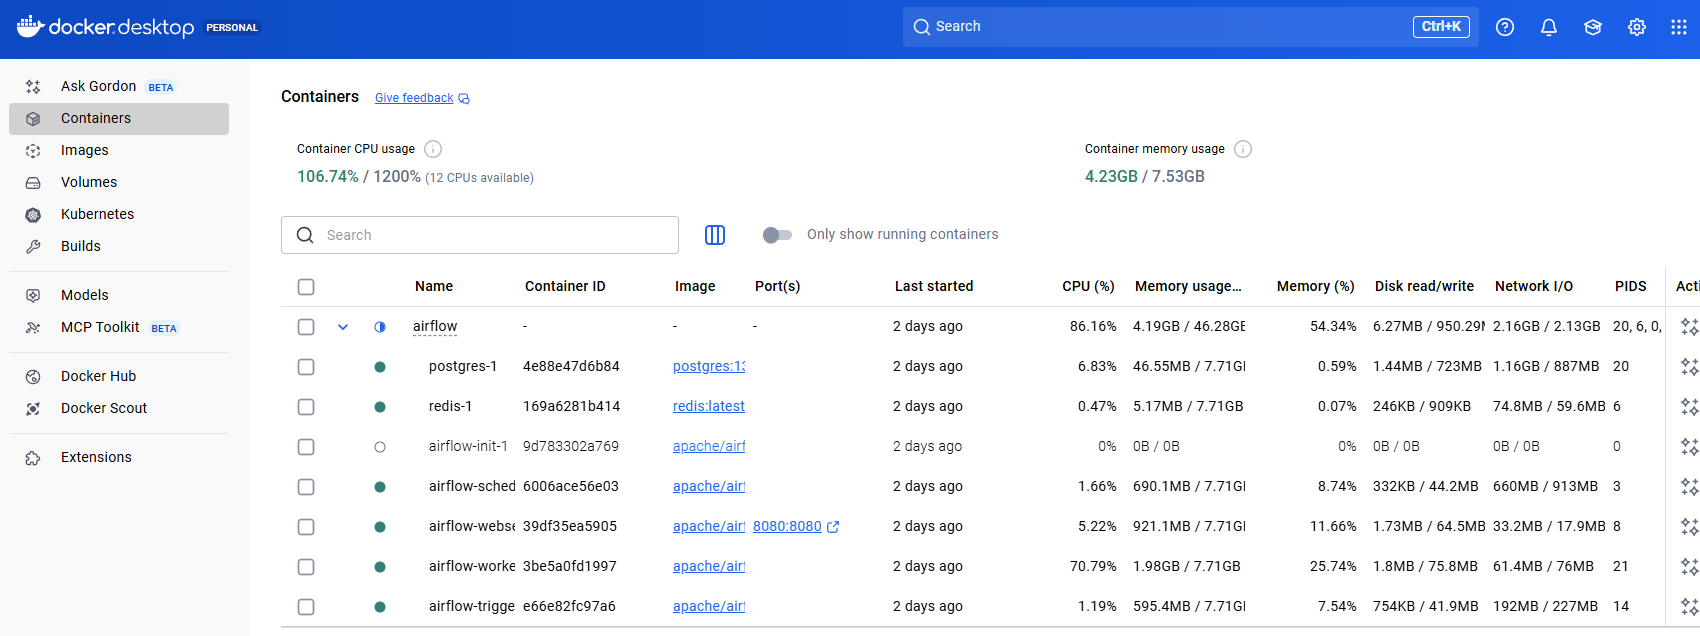 docker.desktop PERSONAL Search Ctrl+K
Ask Gordon BETA
Containers
Images
Volumes
Kubernetes
Builds
Models
MCP Toolkit BETA
Docker Hub
Docker Scout
Extensions
Containers Give feedback
Container CPU usage
106.74% / 1200% (12 CPUs available)
Container memory usage
4.23GB / 7.53GB
Search Only show running containers
Name Container ID Image Port(s) Last started CPU (%) Memory usage... Memory (%) Disk read/write Network I/O PIDS Acti
airflow - - - 2 days ago 86.16% 4.19GB / 46.28GB 54.34% 6.27MB / 950.29M 2.16GB / 2.13GB 20, 6, 0,
postgres-1 4e88e47d6b84 postgres:13 2 days ago 6.83% 46.55MB / 7.71G 0.59% 1.44MB / 723MB 1.16GB / 887MB 20
redis-1 169a6281b414 redis:latest 2 days ago 0.47% 5.17MB / 7.71GB 0.07% 246KB / 909KB 74.8MB / 59.6MB 6
airflow-init-1 9d783302a769 apache/airf 2 days ago 0% 0B / 0B 0% 0B / 0B 0B / 0B 0
airflow-sched 6006ace56e03 apache/airf 2 days ago 1.66% 690.1MB / 7.71G 8.74% 332KB / 44.2MB 660MB / 913MB 3
airflow-webse 39df35ea5905 apache/airf 8080:8080 2 days ago 5.22% 921.1MB / 7.71G 11.66% 1.73MB / 64.5MB 33.2MB / 17.9MB 8
airflow-worke 3be5a0fd1997 apache/airf 2 days ago 70.79% 1.98GB / 7.71GB 25.74% 1.8MB / 75.8MB 61.4MB / 76MB 21
airflow-trigge e66e82fc97a6 apache/airf 2 days ago 1.19% 595.4MB / 7.71G 7.54% 754KB / 41.9MB 192MB / 227MB 14